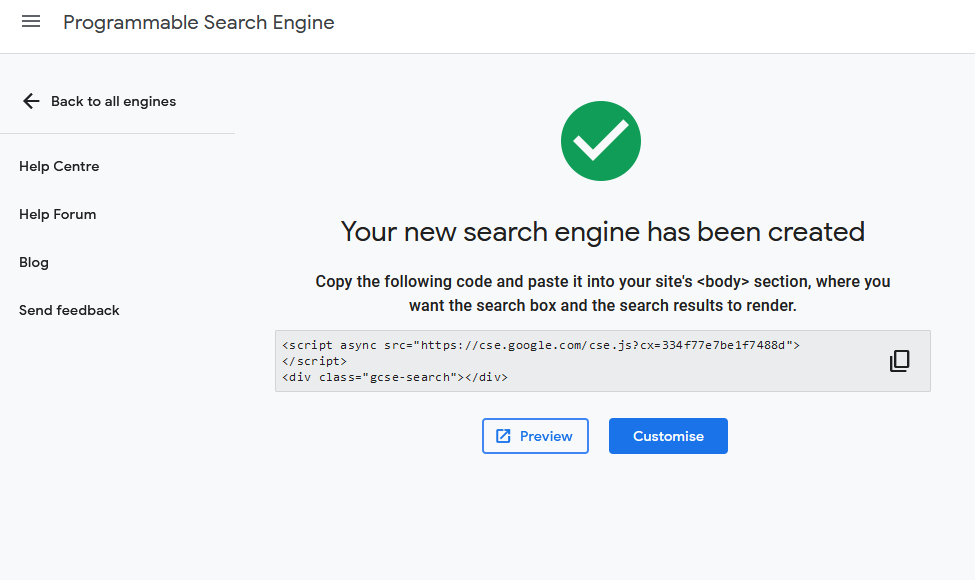 Programmable Search Engine
Back to all engines
Help Centre
Help Forum
Blog
Send feedback
Your new search engine has been created
Copy the following code and paste it into your site's <body> section, where you
want the search box and the search results to render.
<script async src="https://cse.google.com/cse.js?cx=334f77e7be1f7488d">
</script>
<div class="gcse-search"></div>
Preview
Customise